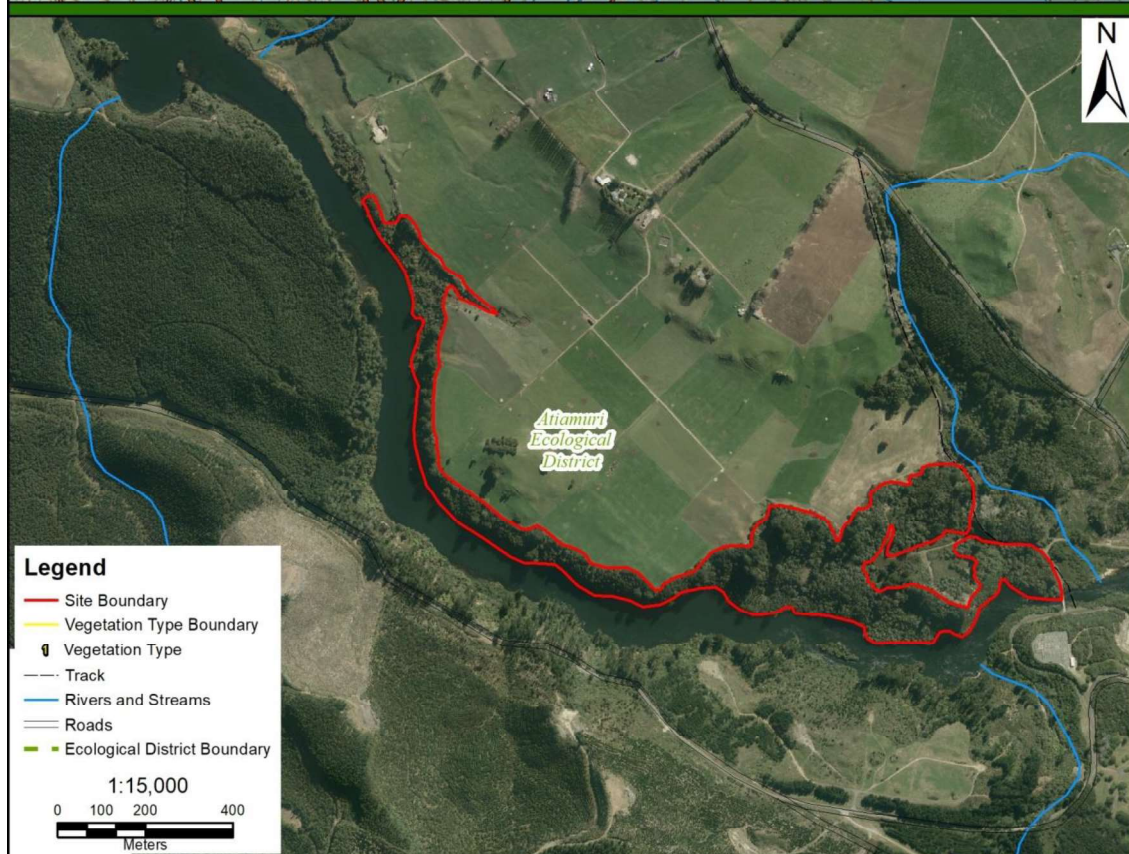 N
Atiamuri
Ecological
District
Legend
Site Boundary
Vegetation Type Boundary
1 Vegetation Type
Track
Rivers and Streams
Roads
Ecological District Boundary
1:15,000
0 100 200 400
Meters